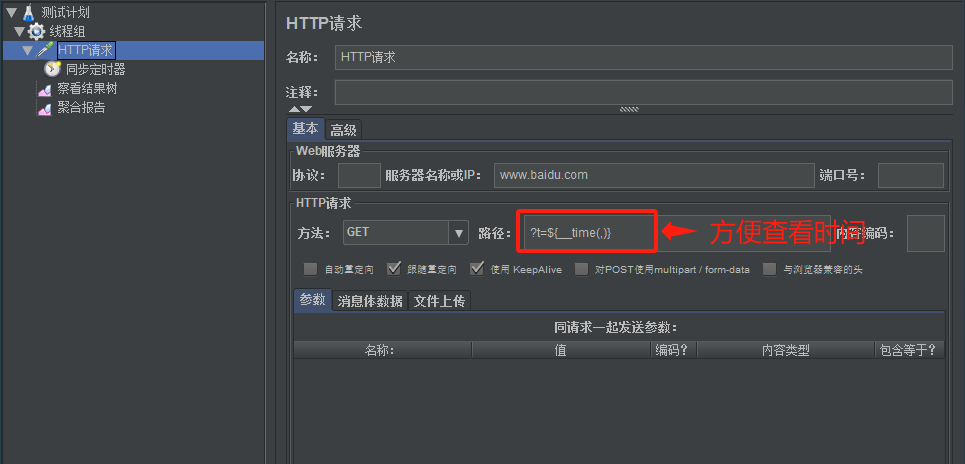 测试计划
线程组
HTTP请求
同步定时器
察看结果树
聚合报告
HTTP请求
名称： HTTP请求
注释：
基本 高级
Web服务器
协议： 服务器名称或IP： www.baidu.com 端口号：
HTTP请求
方法： GET 路径： ?t=${__time(,)} 方便查看时间 内容编码：
自动重定向 跟随重定向 使用 KeepAlive 对POST使用multipart / form-data 与浏览器兼容的头
参数 消息体数据 文件上传
同请求一起发送参数：
名称： 值 编码？ 内容类型 包含等于？